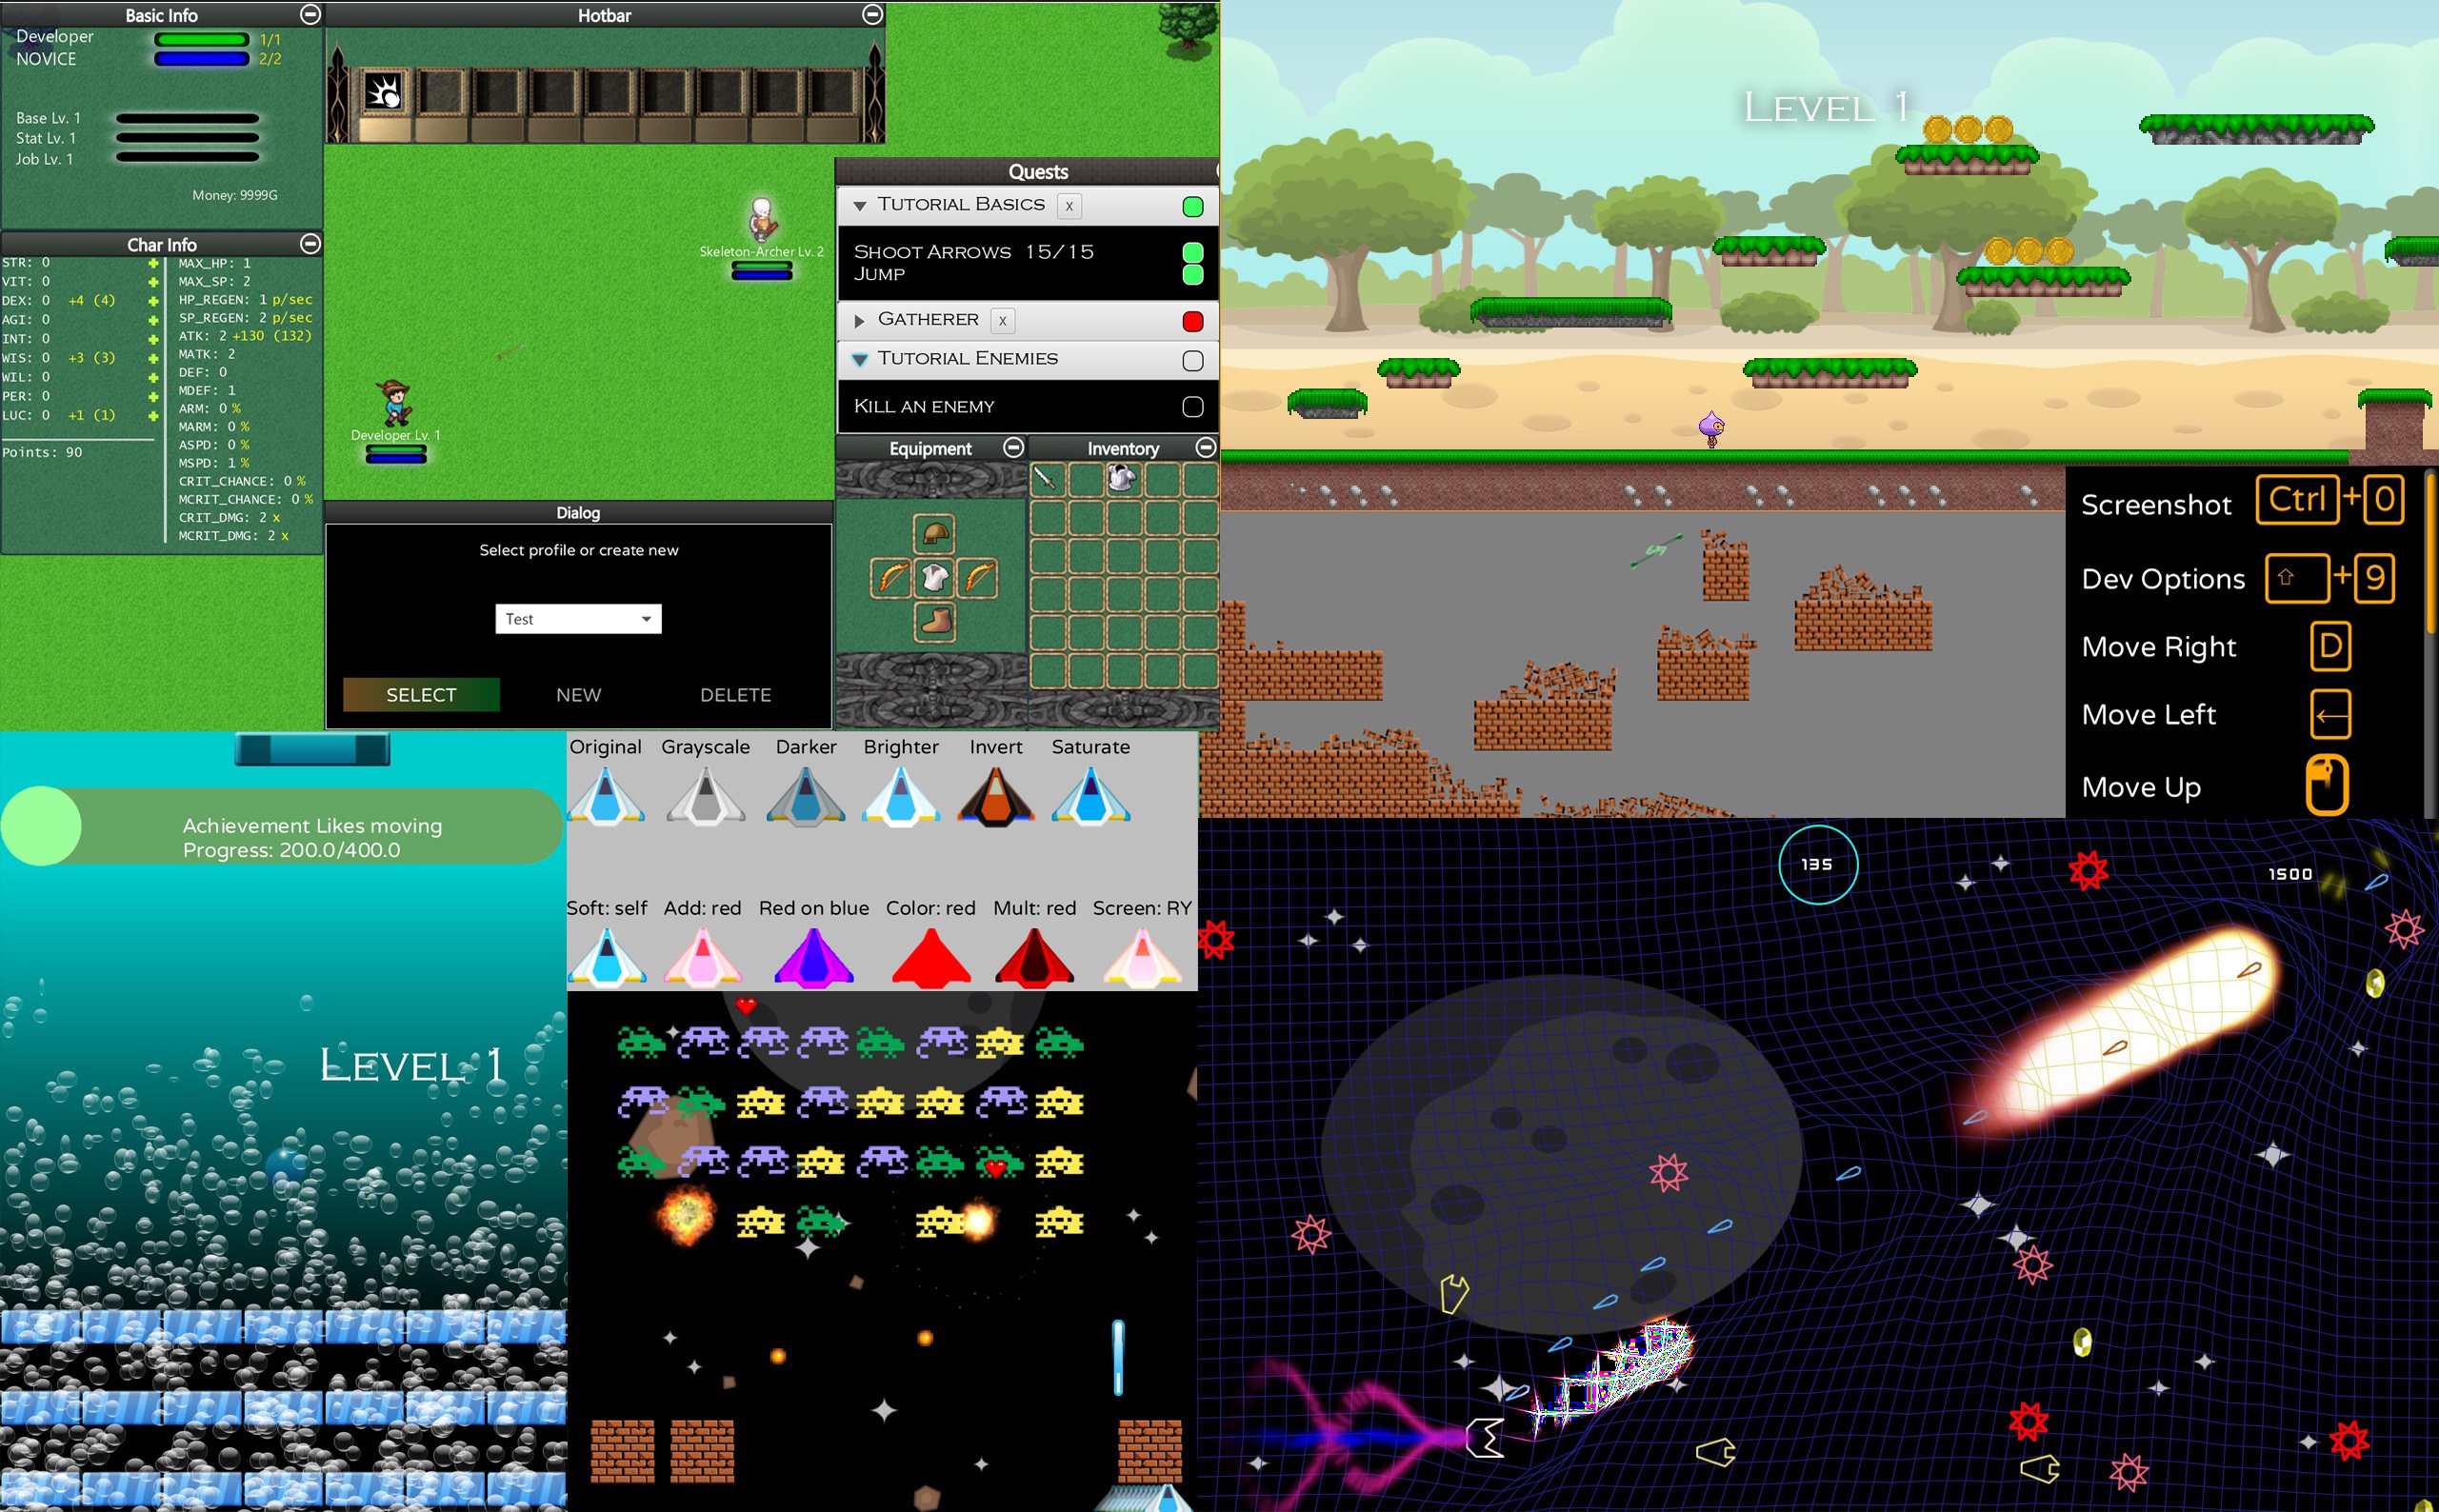 Basic Info
Developer 1/1
NOVICE 2/2
Base Lv. 1
Stat Lv. 1
Job Lv. 1
Money: 9999G
Char Info
STR: 0
VIT: 0
DEX: 0 +4 (4)
AGI: 0
INT: 0
WIS: 0 +3 (3)
WIL: 0
PER: 0
LUC: 0 +1 (1)
Points: 90
MAX_HP: 1
MAX_SP: 2
HP_REGEN: 1 p/sec
SP_REGEN: 2 p/sec
ATK: 2 +130 (132)
MATK: 2
DEF: 0
MDEF: 1
ARM: 0 %
MARM: 0 %
ASPD: 0 %
MSPD: 1 %
CRIT_CHANCE: 0 %
MCRIT_CHANCE: 0 %
CRIT_DMG: 2 x
MCRIT_DMG: 2 x
Hotbar
Skeleton-Archer Lv. 2
Developer Lv. 1
Quests
TUTORIAL BASICS X
SHOOT ARROWS 15/15
JUMP
GATHERER X
TUTORIAL ENEMIES
KILL AN ENEMY
Equipment
Inventory
Dialog
Select profile or create new
Test
SELECT NEW DELETE
LEVEL 1
Screenshot Ctrl+0
Dev Options ⇧+9
Move Right D
Move Left ←
Move Up
Achievement Likes moving
Progress: 200.0/400.0
LEVEL 1
Original Grayscale Darker Brighter Invert Saturate
Soft: self Add: red Red on blue Color: red Mult: red Screen: RY
135
1500